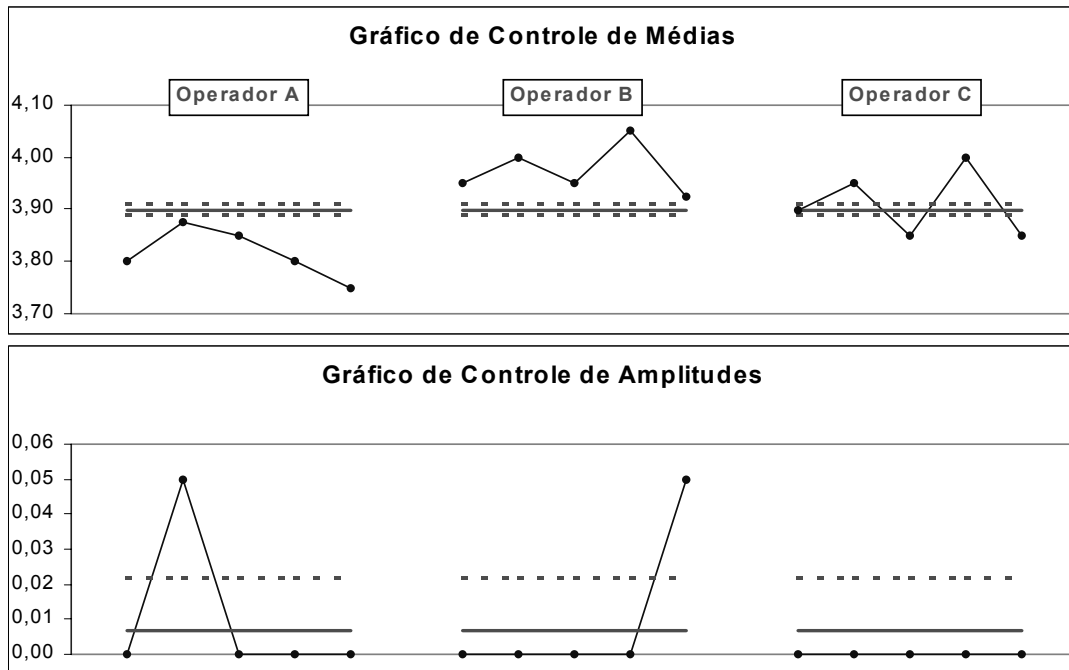 Gráfico de Controle de Médias
Operador A
Operador B
Operador C
4,10
4,00
3,90
3,80
3,70
Gráfico de Controle de Amplitudes
0,06
0,05
0,04
0,03
0,02
0,01
0,00